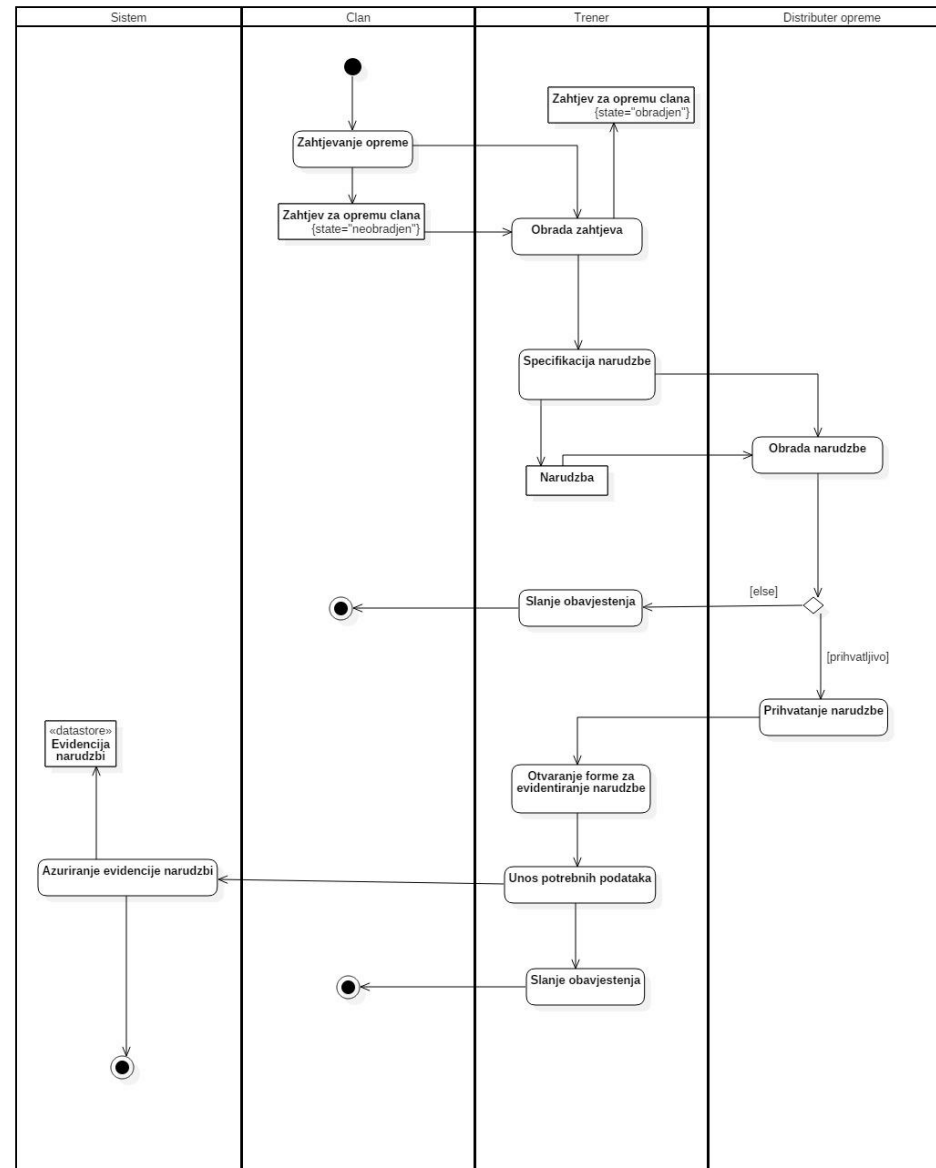 Sistem
Clan
Trener
Distributer opreme
Zahtjev za opremu clana
{state="obradjen"}
Zahtjevanje opreme
Zahtjev za opremu clana
{state="neobradjen"}
Obrada zahtjeva
Specifikacija narudzbe
Obrada narudzbe
Narudzba
[else]
Slanje obavjestenja
[prihvatljivo]
Prihvatanje narudzbe
«datastore»
Evidencija
narudzbi
Otvaranje forme za
evidentiranje narudzbe
Azuriranje evidencije narudzbi
Unos potrebnih podataka
Slanje obavjestenja